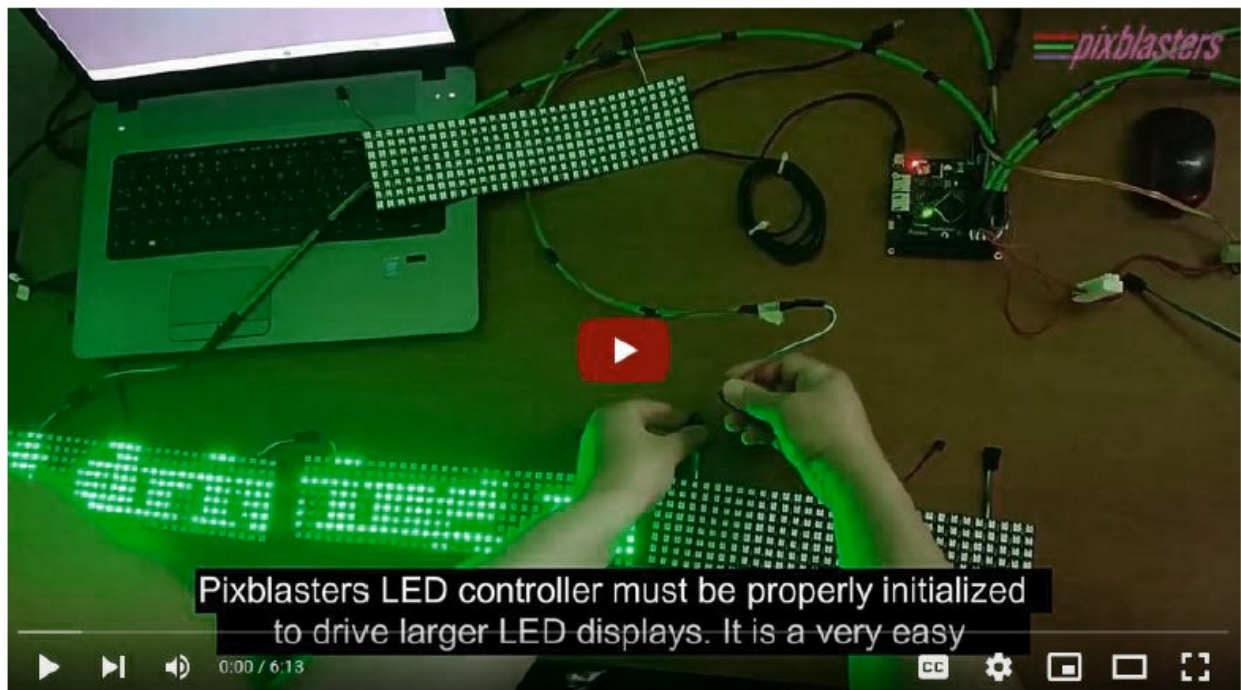 pixblasters
Pixblasters LED controller must be properly initialized
to drive larger LED displays. It is a very easy
0:00 / 6:13
CC